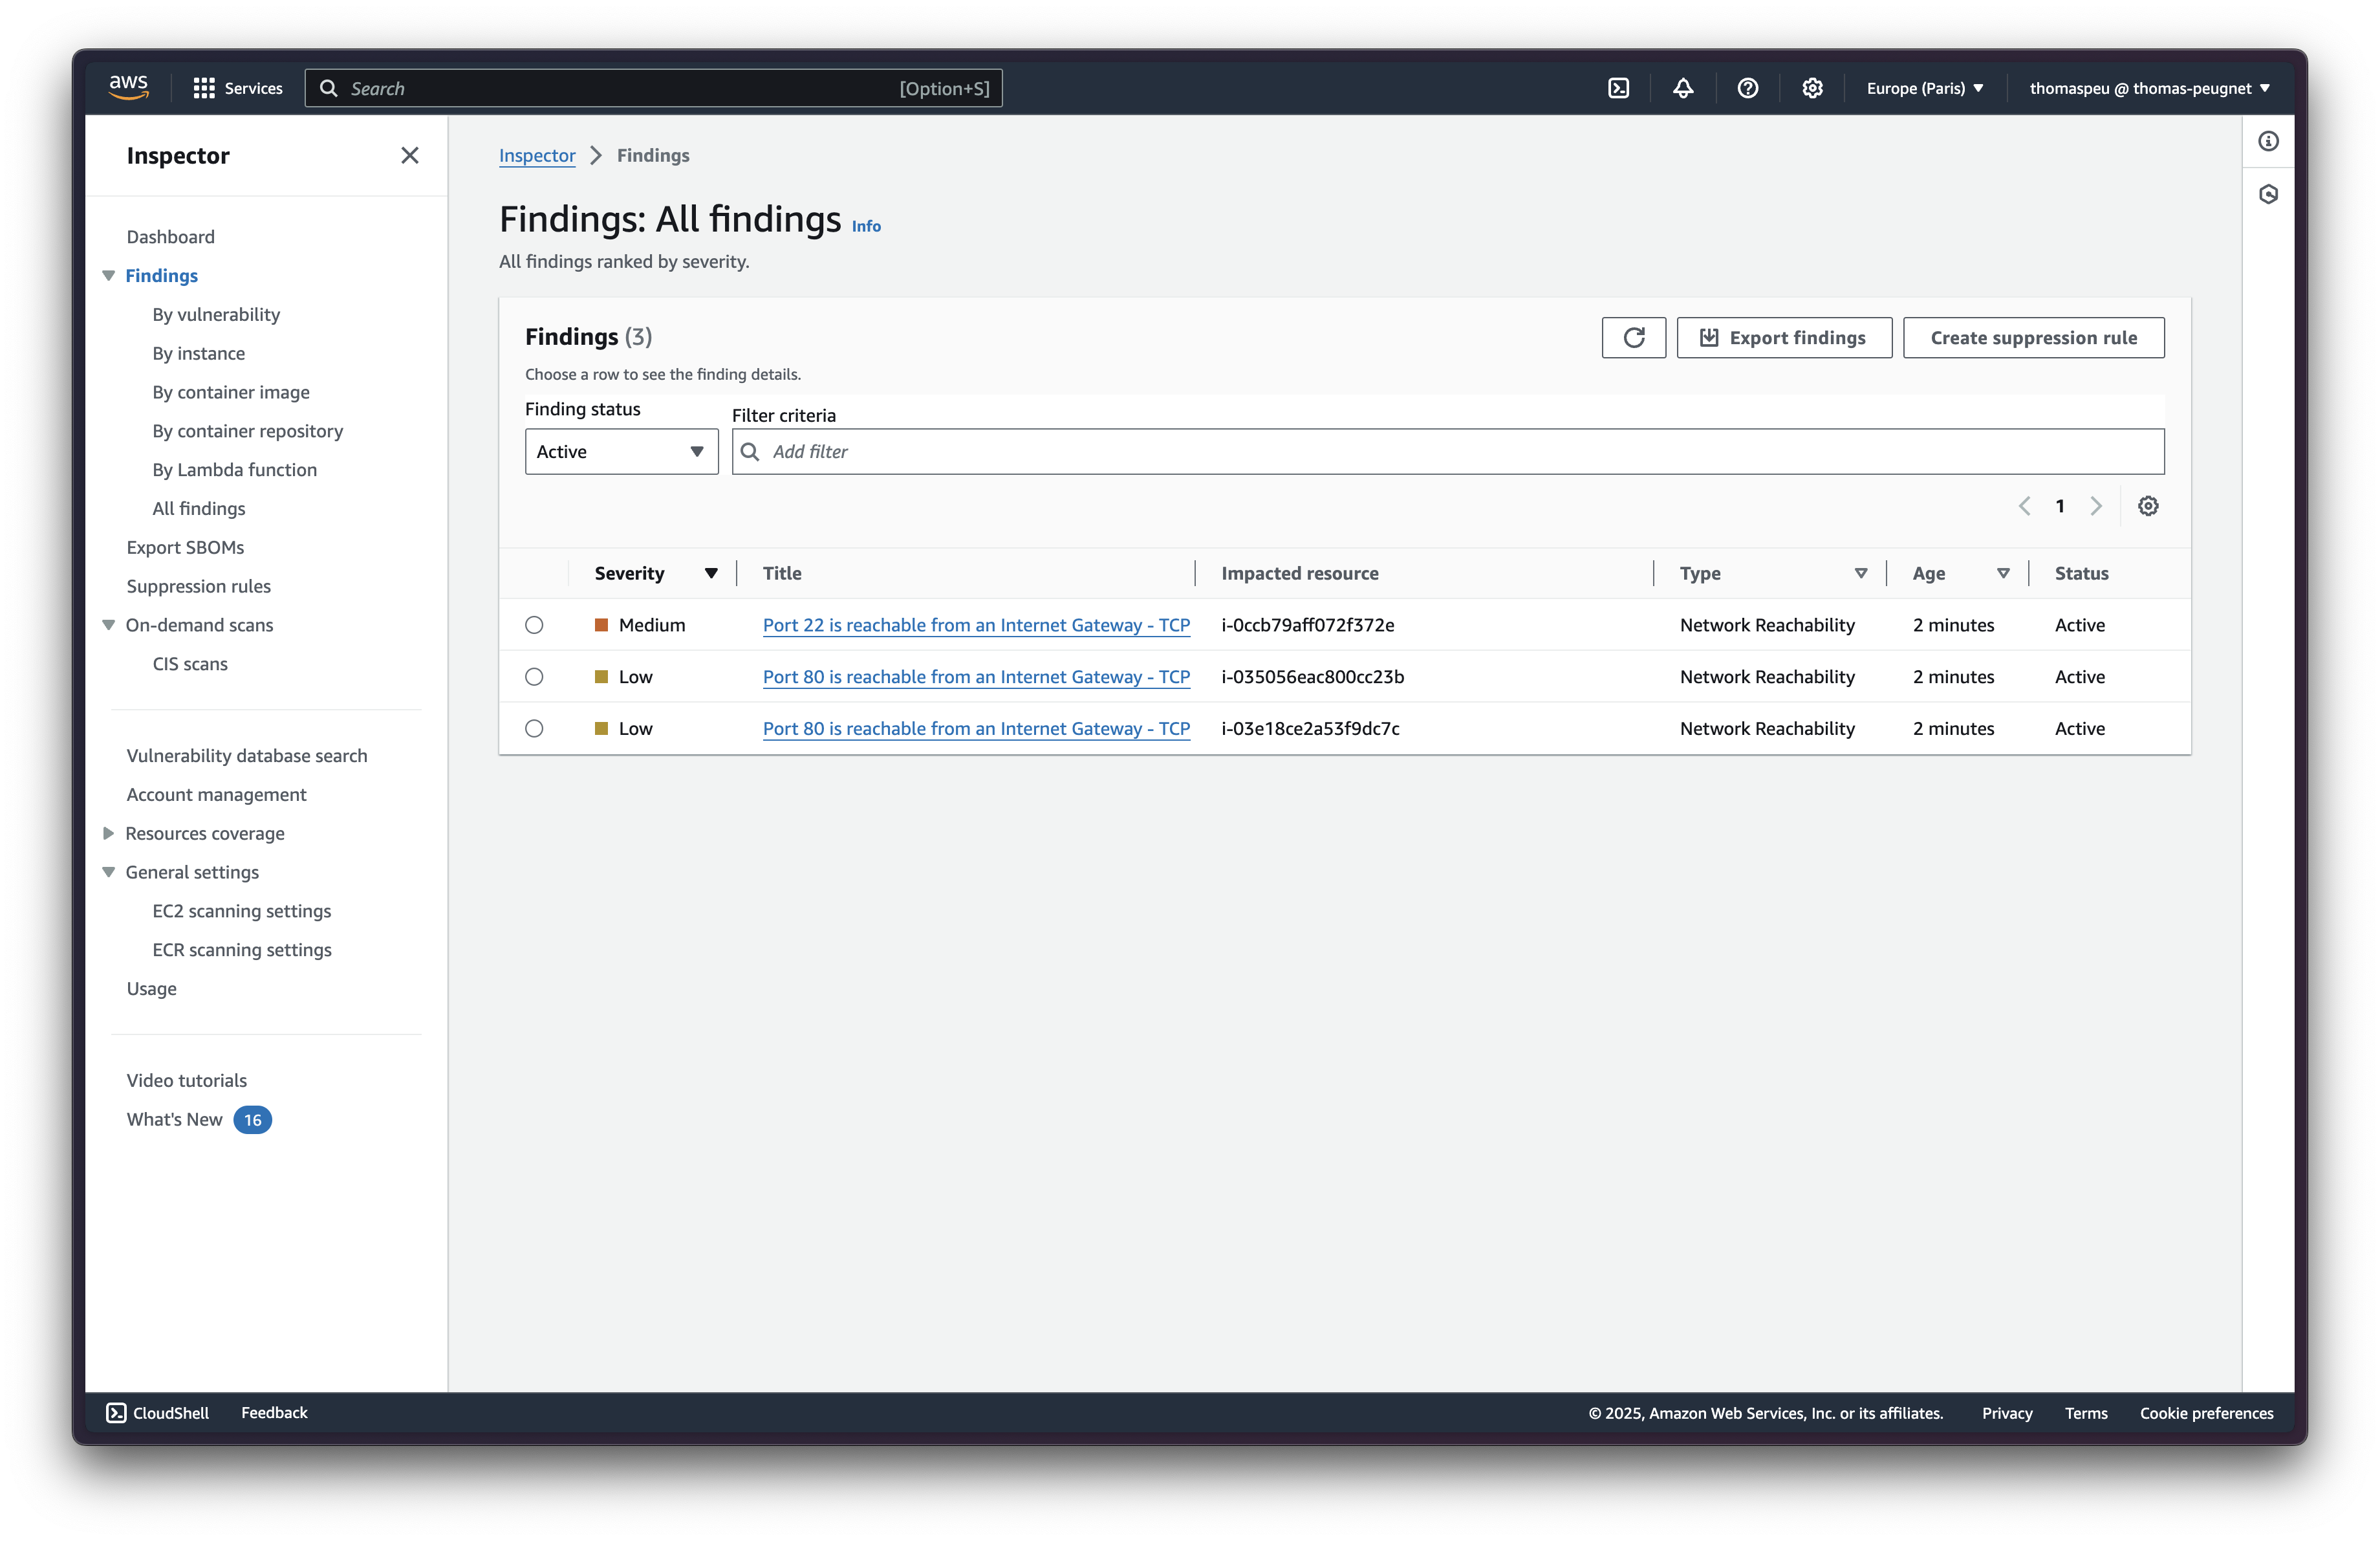 aws
Services
Search
[Option+S]
Europe (Paris)
thomaspeu @ thomas-peugnet
Inspector
Dashboard
Findings
By vulnerability
By instance
By container image
By container repository
By Lambda function
All findings
Export SBOMs
Suppression rules
On-demand scans
CIS scans
Vulnerability database search
Account management
Resources coverage
General settings
EC2 scanning settings
ECR scanning settings
Usage
Video tutorials
What's New 16
Inspector Findings
Findings: All findings Info
All findings ranked by severity.
Findings (3)
Export findings
Create suppression rule
Choose a row to see the finding details.
Finding status
Filter criteria
Active
Add filter
1
Severity Title Impacted resource Type Age Status
Medium Port 22 is reachable from an Internet Gateway - TCP i-0ccb79aff072f372e Network Reachability 2 minutes Active
Low Port 80 is reachable from an Internet Gateway - TCP i-035056eac800cc23b Network Reachability 2 minutes Active
Low Port 80 is reachable from an Internet Gateway - TCP i-03e18ce2a53f9dc7c Network Reachability 2 minutes Active
CloudShell Feedback © 2025, Amazon Web Services, Inc. or its affiliates. Privacy Terms Cookie preferences